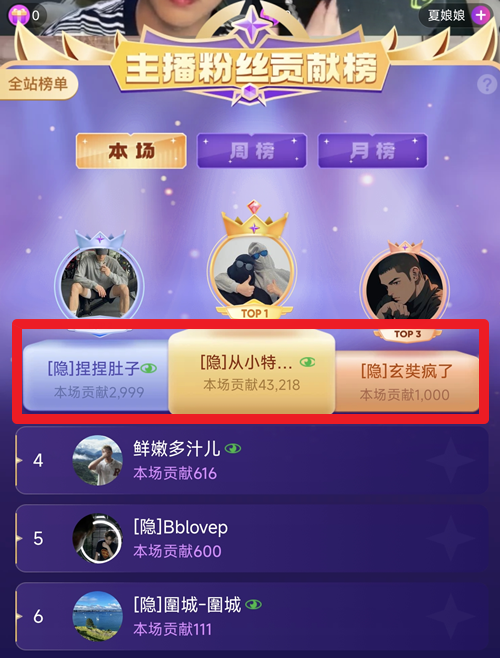 0
夏娘娘
主播粉丝贡献榜
全站榜单
?
本场
周榜
月榜
TOP 1
TOP 3
[隐]捏捏肚子
本场贡献2,999
[隐]从小特...
本场贡献43,218
[隐]玄奘疯了
本场贡献1,000
4
鲜嫩多汁儿
本场贡献616
5
[隐]Bblovep
本场贡献600
6
[隐]圍城-圍城
本场贡献111